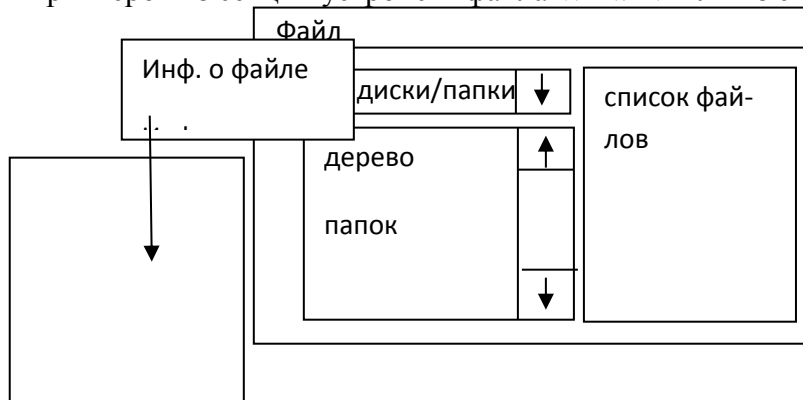 Файл
Инф. о файле
диски/папки
список фай-
лов
дерево
папок